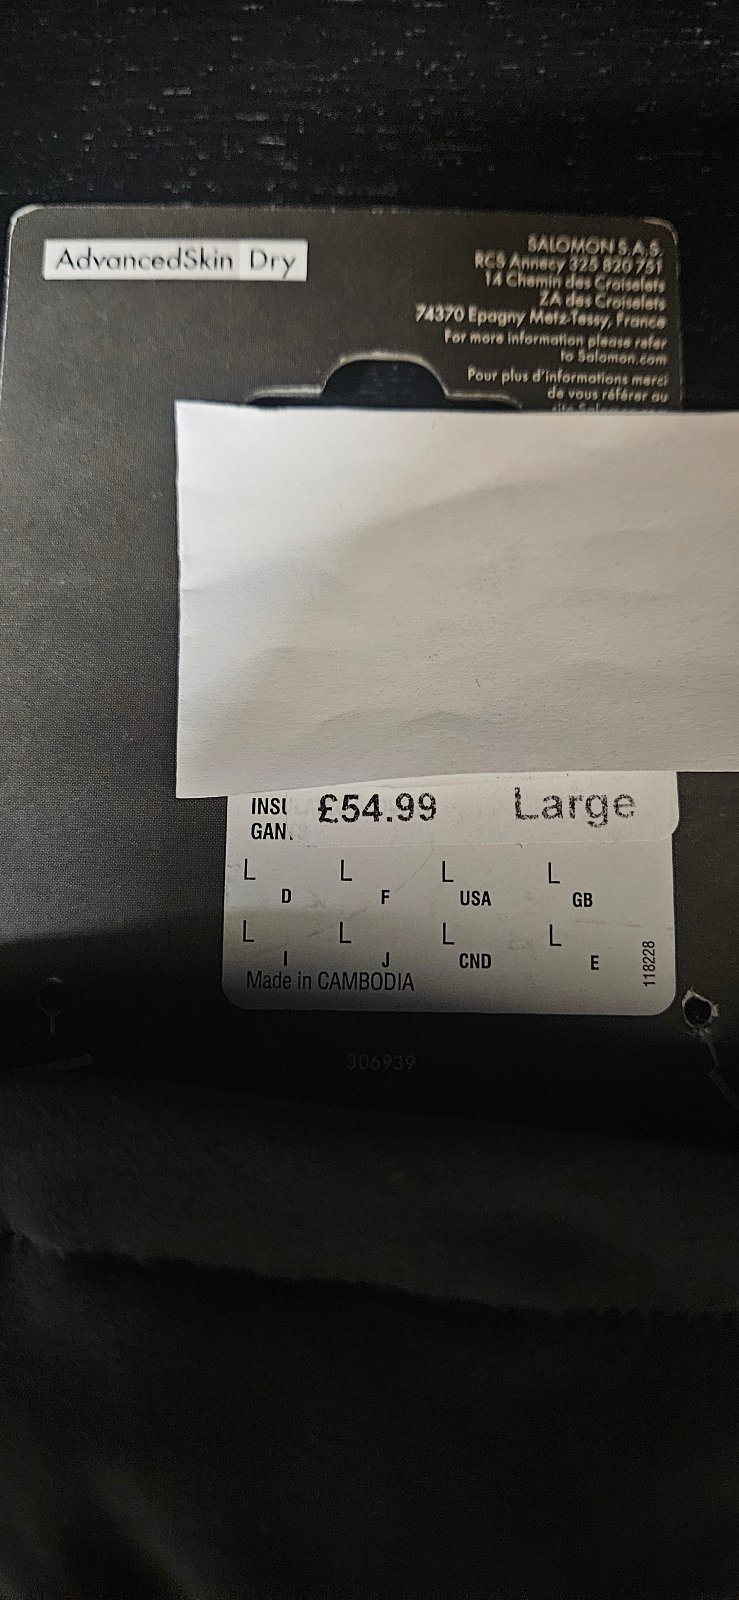 AdvancedSkin Dry
SALOMON S.A.S.
RCS Annecy 325 820 751
14 Chemin des Croiselets
ZA des Croiselets
74370 Epagny Metz-Tessy, France
For more information please refer
to Salomon.com
Pour plus d'informations merci
de vous référer au
INSU
£54.99 Large
GAN.
L D L F L USA L GB
L I L J L CND L E
118228
Made in CAMBODIA
306939